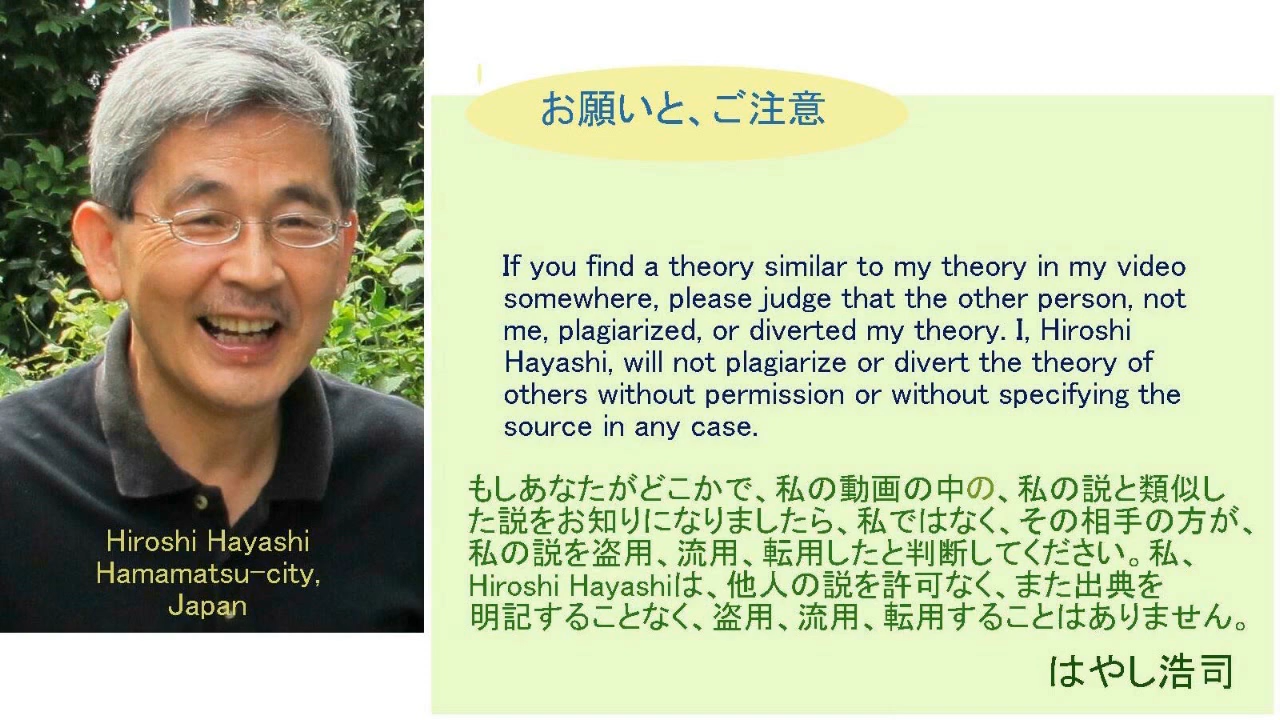 Hiroshi Hayashi
Hamamatsu-city,
Japan
お願いと、ご注意
If you find a theory similar to my theory in my video
somewhere, please judge that the other person, not
me, plagiarized, or diverted my theory. I, Hiroshi
Hayashi, will not plagiarize or divert the theory of
others without permission or without specifying the
source in any case.
もしあなたがどこかで、私の動画の中の、私の説と類似し
た説をお知りになりましたら、私ではなく、その相手の方が、
私の説を盗用、流用、転用したと判断してください。私、
Hiroshi Hayashiは、他人の説を許可なく、また出典を
明記することなく、盗用、流用、転用することはありません。
はやし浩司